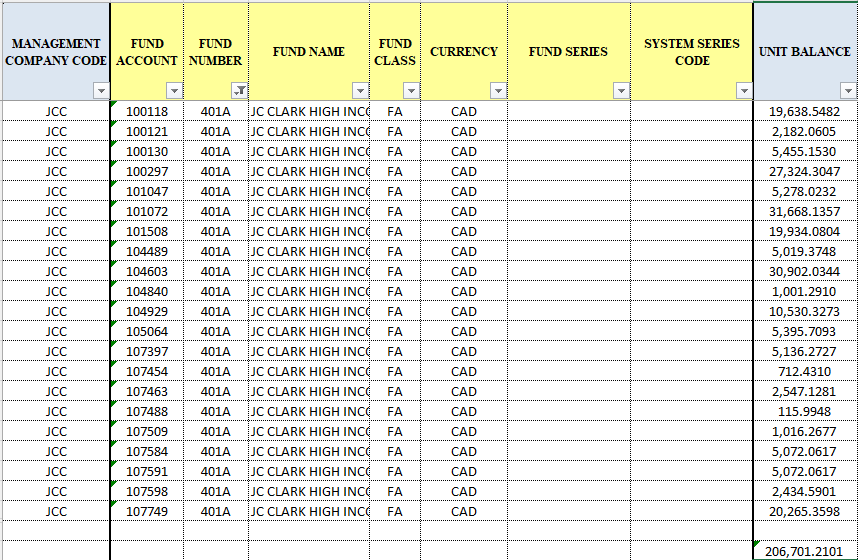 MANAGEMENT COMPANY CODE FUND ACCOUNT FUND NUMBER FUND NAME FUND CLASS CURRENCY FUND SERIES SYSTEM SERIES CODE UNIT BALANCE
JCC 100118 401A JC CLARK HIGH INCO FA CAD 19,638.5482
JCC 100121 401A JC CLARK HIGH INCO FA CAD 2,182.0605
JCC 100130 401A JC CLARK HIGH INCO FA CAD 5,455.1530
JCC 100297 401A JC CLARK HIGH INCO FA CAD 27,324.3047
JCC 101047 401A JC CLARK HIGH INCO FA CAD 5,278.0232
JCC 101072 401A JC CLARK HIGH INCO FA CAD 31,668.1357
JCC 101508 401A JC CLARK HIGH INCO FA CAD 19,934.0804
JCC 104489 401A JC CLARK HIGH INCO FA CAD 5,019.3748
JCC 104603 401A JC CLARK HIGH INCO FA CAD 30,902.0344
JCC 104840 401A JC CLARK HIGH INCO FA CAD 1,001.2910
JCC 104929 401A JC CLARK HIGH INCO FA CAD 10,530.3273
JCC 105064 401A JC CLARK HIGH INCO FA CAD 5,395.7093
JCC 107397 401A JC CLARK HIGH INCO FA CAD 5,136.2727
JCC 107454 401A JC CLARK HIGH INCO FA CAD 712.4310
JCC 107463 401A JC CLARK HIGH INCO FA CAD 2,547.1281
JCC 107488 401A JC CLARK HIGH INCO FA CAD 115.9948
JCC 107509 401A JC CLARK HIGH INCO FA CAD 1,016.2677
JCC 107584 401A JC CLARK HIGH INCO FA CAD 5,072.0617
JCC 107591 401A JC CLARK HIGH INCO FA CAD 5,072.0617
JCC 107598 401A JC CLARK HIGH INCO FA CAD 2,434.5901
JCC 107749 401A JC CLARK HIGH INCO FA CAD 20,265.3598
206,701.2101